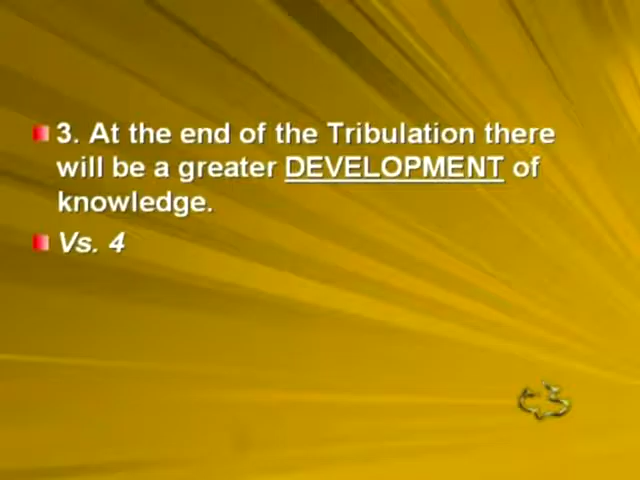 3. At the end of the Tribulation there
will be a greater DEVELOPMENT of
knowledge.
Vs. 4